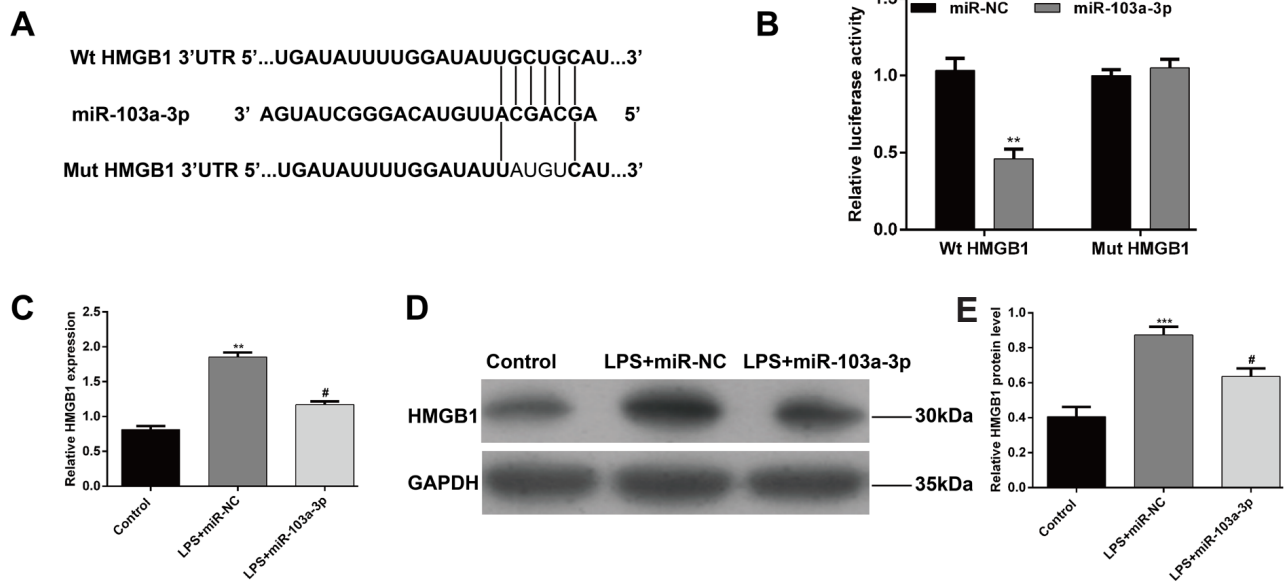 A
Wt HMGB1 3’UTR 5’...UGAUAUUUUGGAUAUUUGCUGCAU...3’
miR-103a-3p 3’ AGUAUCGGGACAUGUUACGACGA 5’
Mut HMGB1 3’UTR 5’...UGAUAUUUUGGAUAUUAUGUCAU...3’
B
miR-NC miR-103a-3p
Relative luciferase activity
1.5
1.0
0.5
0.0
**
Wt HMGB1 Mut HMGB1
C
Relative HMGB1 expression
2.5
2.0
1.5
1.0
0.5
0.0
**
#
Control
LPS+miR-NC
LPS+miR-103a-3p
D
Control LPS+miR-NC LPS+miR-103a-3p
HMGB1 30kDa
GAPDH 35kDa
E
Relative HMGB1 protein level
1.0
0.8
0.6
0.4
0.2
0.0
***
#
Control
LPS+miR-NC
LPS+miR-103a-3p